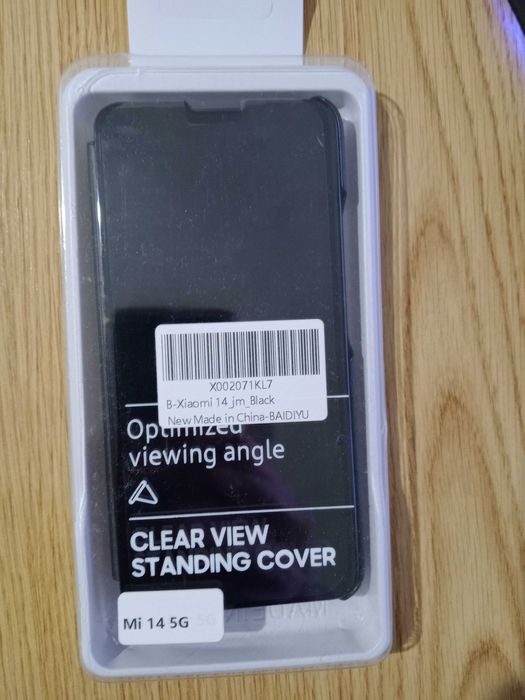 X002071KL7
B-Xiaomi 14_jm_Black
New Made in China-BAIDIYU
Optimized
viewing angle
CLEAR VIEW
STANDING COVER
Mi 14 5G